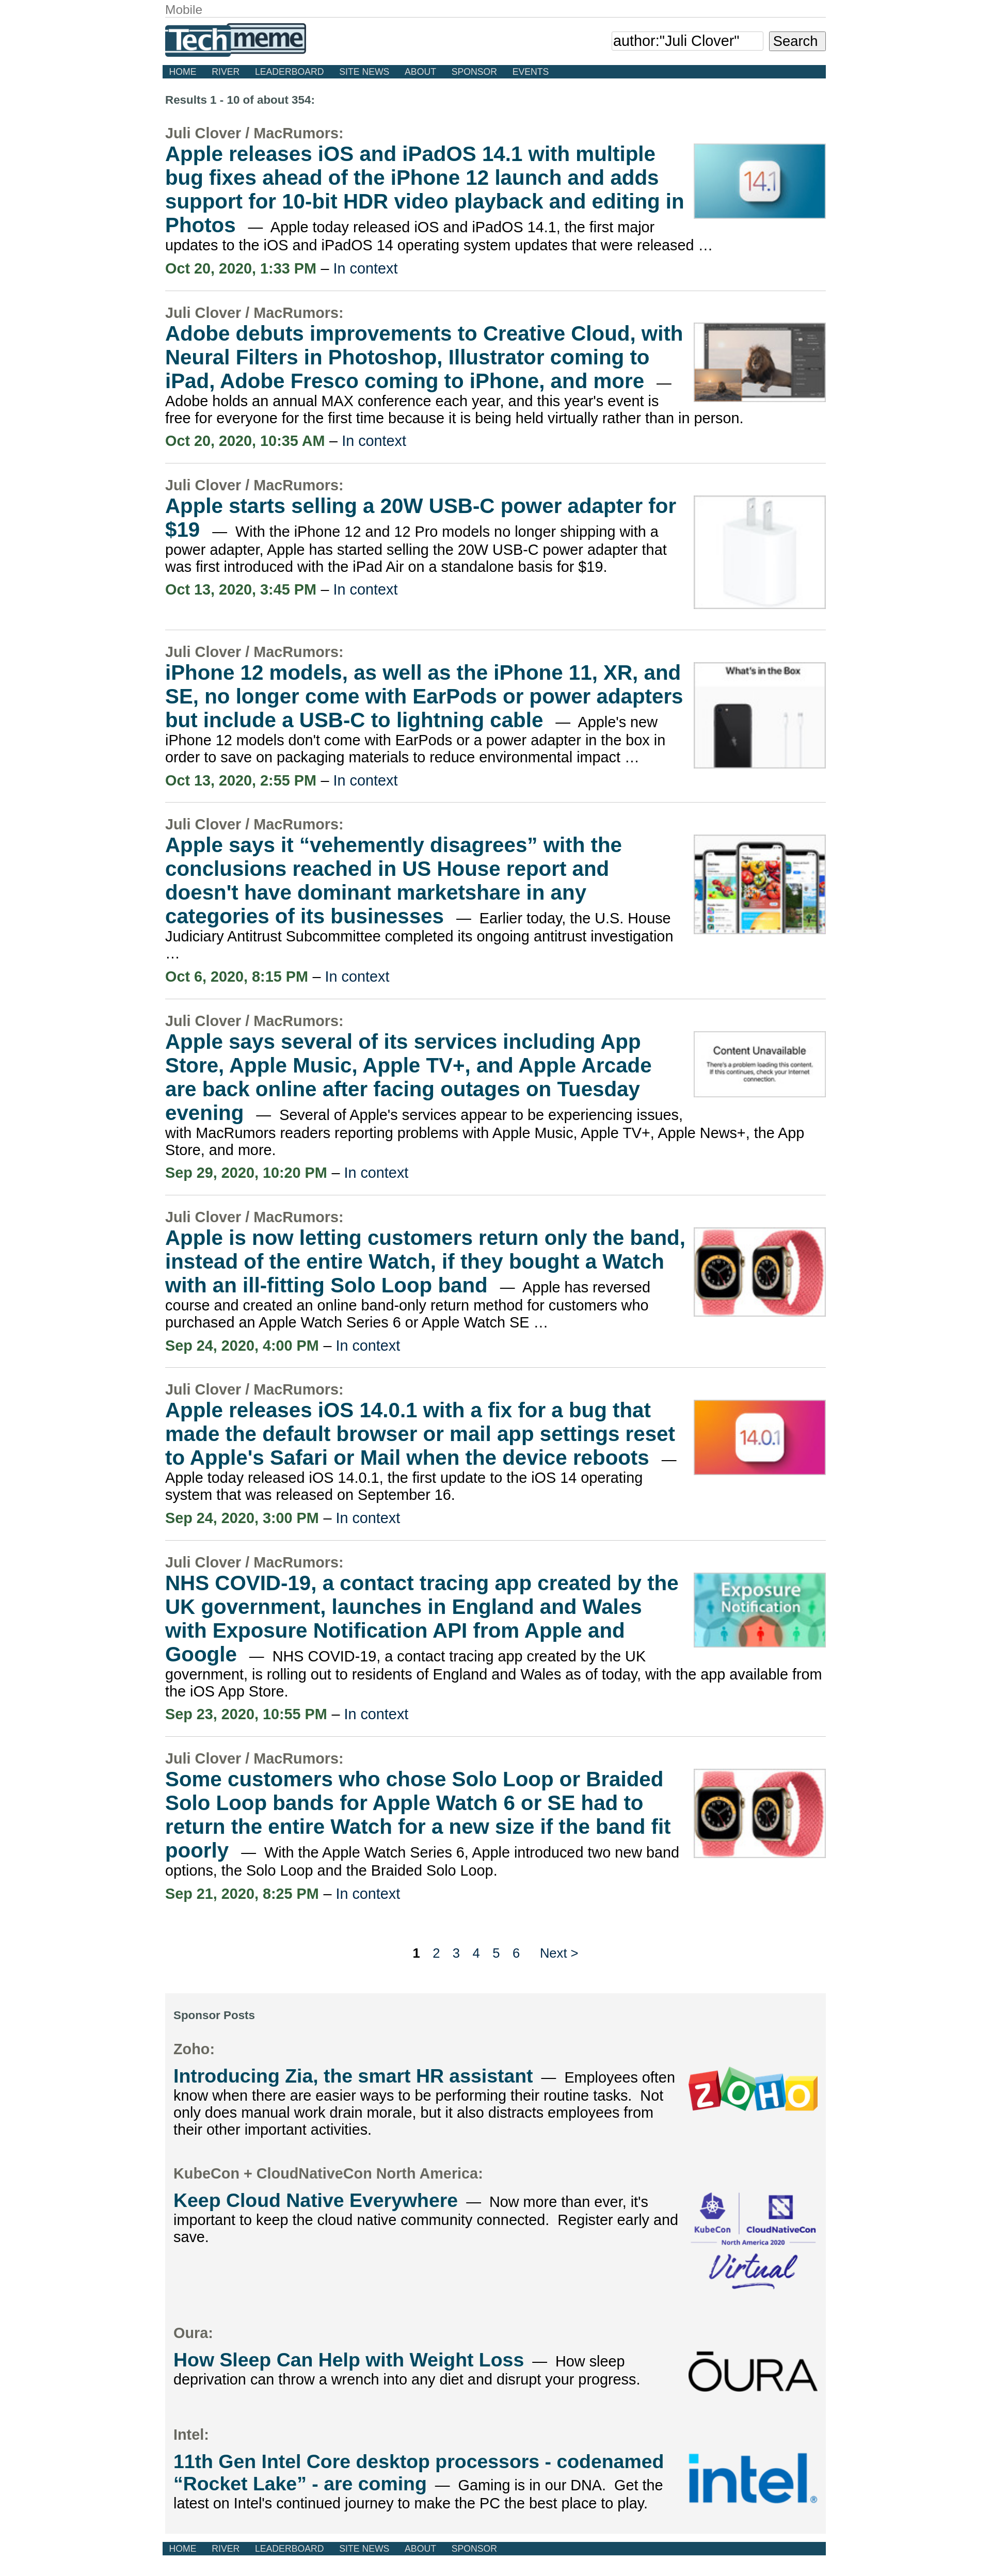 Mobile
Techmeme
author:"Juli Clover" Search
HOME RIVER LEADERBOARD SITE NEWS ABOUT SPONSOR EVENTS
Results 1 - 10 of about 354:
Juli Clover / MacRumors:
Apple releases iOS and iPadOS 14.1 with multiple
bug fixes ahead of the iPhone 12 launch and adds
support for 10-bit HDR video playback and editing in
Photos — Apple today released iOS and iPadOS 14.1, the first major
updates to the iOS and iPadOS 14 operating system updates that were released …
14.1
Oct 20, 2020, 1:33 PM – In context
Juli Clover / MacRumors:
Adobe debuts improvements to Creative Cloud, with
Neural Filters in Photoshop, Illustrator coming to
iPad, Adobe Fresco coming to iPhone, and more —
Adobe holds an annual MAX conference each year, and this year's event is
free for everyone for the first time because it is being held virtually rather than in person.
Oct 20, 2020, 10:35 AM – In context
Juli Clover / MacRumors:
Apple starts selling a 20W USB-C power adapter for
$19 — With the iPhone 12 and 12 Pro models no longer shipping with a
power adapter, Apple has started selling the 20W USB-C power adapter that
was first introduced with the iPad Air on a standalone basis for $19.
Oct 13, 2020, 3:45 PM – In context
Juli Clover / MacRumors:
iPhone 12 models, as well as the iPhone 11, XR, and
SE, no longer come with EarPods or power adapters
but include a USB-C to lightning cable — Apple's new
iPhone 12 models don't come with EarPods or a power adapter in the box in
order to save on packaging materials to reduce environmental impact …
What's in the Box
Oct 13, 2020, 2:55 PM – In context
Juli Clover / MacRumors:
Apple says it “vehemently disagrees” with the
conclusions reached in US House report and
doesn't have dominant marketshare in any
categories of its businesses — Earlier today, the U.S. House
Judiciary Antitrust Subcommittee completed its ongoing antitrust investigation
…
Oct 6, 2020, 8:15 PM – In context
Juli Clover / MacRumors:
Apple says several of its services including App
Store, Apple Music, Apple TV+, and Apple Arcade
are back online after facing outages on Tuesday
evening — Several of Apple's services appear to be experiencing issues,
with MacRumors readers reporting problems with Apple Music, Apple TV+, Apple News+, the App
Store, and more.
Content Unavailable
There's a problem loading this content.
If this continues, check your Internet
connection.
Sep 29, 2020, 10:20 PM – In context
Juli Clover / MacRumors:
Apple is now letting customers return only the band,
instead of the entire Watch, if they bought a Watch
with an ill-fitting Solo Loop band — Apple has reversed
course and created an online band-only return method for customers who
purchased an Apple Watch Series 6 or Apple Watch SE …
Sep 24, 2020, 4:00 PM – In context
Juli Clover / MacRumors:
Apple releases iOS 14.0.1 with a fix for a bug that
made the default browser or mail app settings reset
to Apple's Safari or Mail when the device reboots —
Apple today released iOS 14.0.1, the first update to the iOS 14 operating
system that was released on September 16.
14.0.1
Sep 24, 2020, 3:00 PM – In context
Juli Clover / MacRumors:
NHS COVID-19, a contact tracing app created by the
UK government, launches in England and Wales
with Exposure Notification API from Apple and
Google — NHS COVID-19, a contact tracing app created by the UK
government, is rolling out to residents of England and Wales as of today, with the app available from
the iOS App Store.
Exposure
Notification
Sep 23, 2020, 10:55 PM – In context
Juli Clover / MacRumors:
Some customers who chose Solo Loop or Braided
Solo Loop bands for Apple Watch 6 or SE had to
return the entire Watch for a new size if the band fit
poorly — With the Apple Watch Series 6, Apple introduced two new band
options, the Solo Loop and the Braided Solo Loop.
Sep 21, 2020, 8:25 PM – In context
1 2 3 4 5 6 Next >
Sponsor Posts
Zoho:
Introducing Zia, the smart HR assistant — Employees often
know when there are easier ways to be performing their routine tasks. Not
only does manual work drain morale, but it also distracts employees from
their other important activities.
ZOHO
KubeCon + CloudNativeCon North America:
Keep Cloud Native Everywhere — Now more than ever, it's
important to keep the cloud native community connected. Register early and
save.
KubeCon CloudNativeCon
North America 2020
Virtual
Oura:
How Sleep Can Help with Weight Loss — How sleep
deprivation can throw a wrench into any diet and disrupt your progress.
ŌURA
Intel:
11th Gen Intel Core desktop processors - codenamed
“Rocket Lake” - are coming — Gaming is in our DNA. Get the
latest on Intel's continued journey to make the PC the best place to play.
intel®
HOME RIVER LEADERBOARD SITE NEWS ABOUT SPONSOR